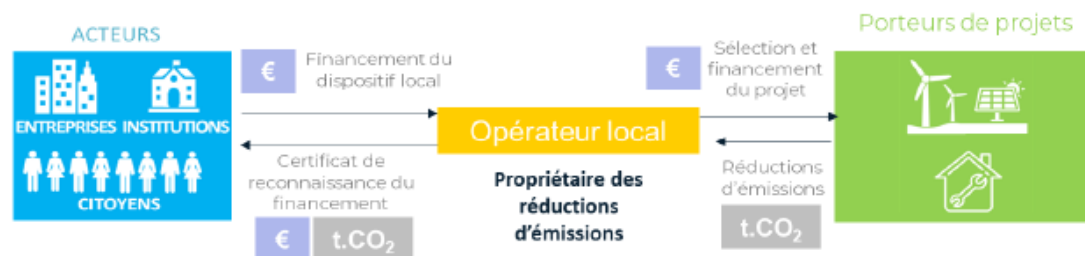 ACTEURS
ENTREPRISES INSTITUTIONS
CITOYENS
€
Financement du
dispositif local
Certificat de
reconnaissance du
financement
€ t.CO₂
Opérateur local
Propriétaire des
réductions
d'émissions
€
Sélection et
financement
du projet
Réductions
d'émissions
t.CO₂
Porteurs de projets